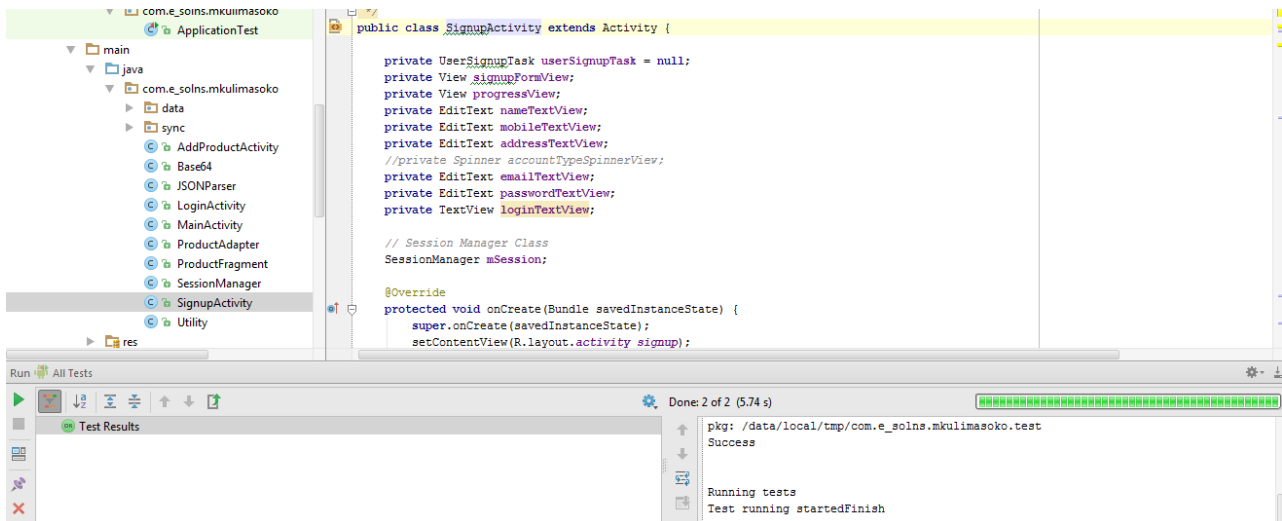 com.e_solns.mkulimasoko
ApplicationTest
main
java
com.e_solns.mkulimasoko
data
sync
AddProductActivity
Base64
JSONParser
LoginActivity
MainActivity
ProductAdapter
ProductFragment
SessionManager
SignupActivity
Utility
res
*/
public class SignupActivity extends Activity {
private UserSignupTask userSignupTask = null;
private View signupFormView;
private View progressView;
private EditText nameTextView;
private EditText mobileTextView;
private EditText addressTextView;
//private Spinner accountTypeSpinnerView;
private EditText emailTextView;
private EditText passwordTextView;
private TextView loginTextView;
// Session Manager Class
SessionManager mSession;
@Override
protected void onCreate(Bundle savedInstanceState) {
super.onCreate(savedInstanceState);
setContentView(R.layout.activity_signup);
Run All Tests
Done: 2 of 2 (5.74 s)
OK Test Results
pkg: /data/local/tmp/com.e_solns.mkulimasoko.test
Success
Running tests
Test running startedFinish